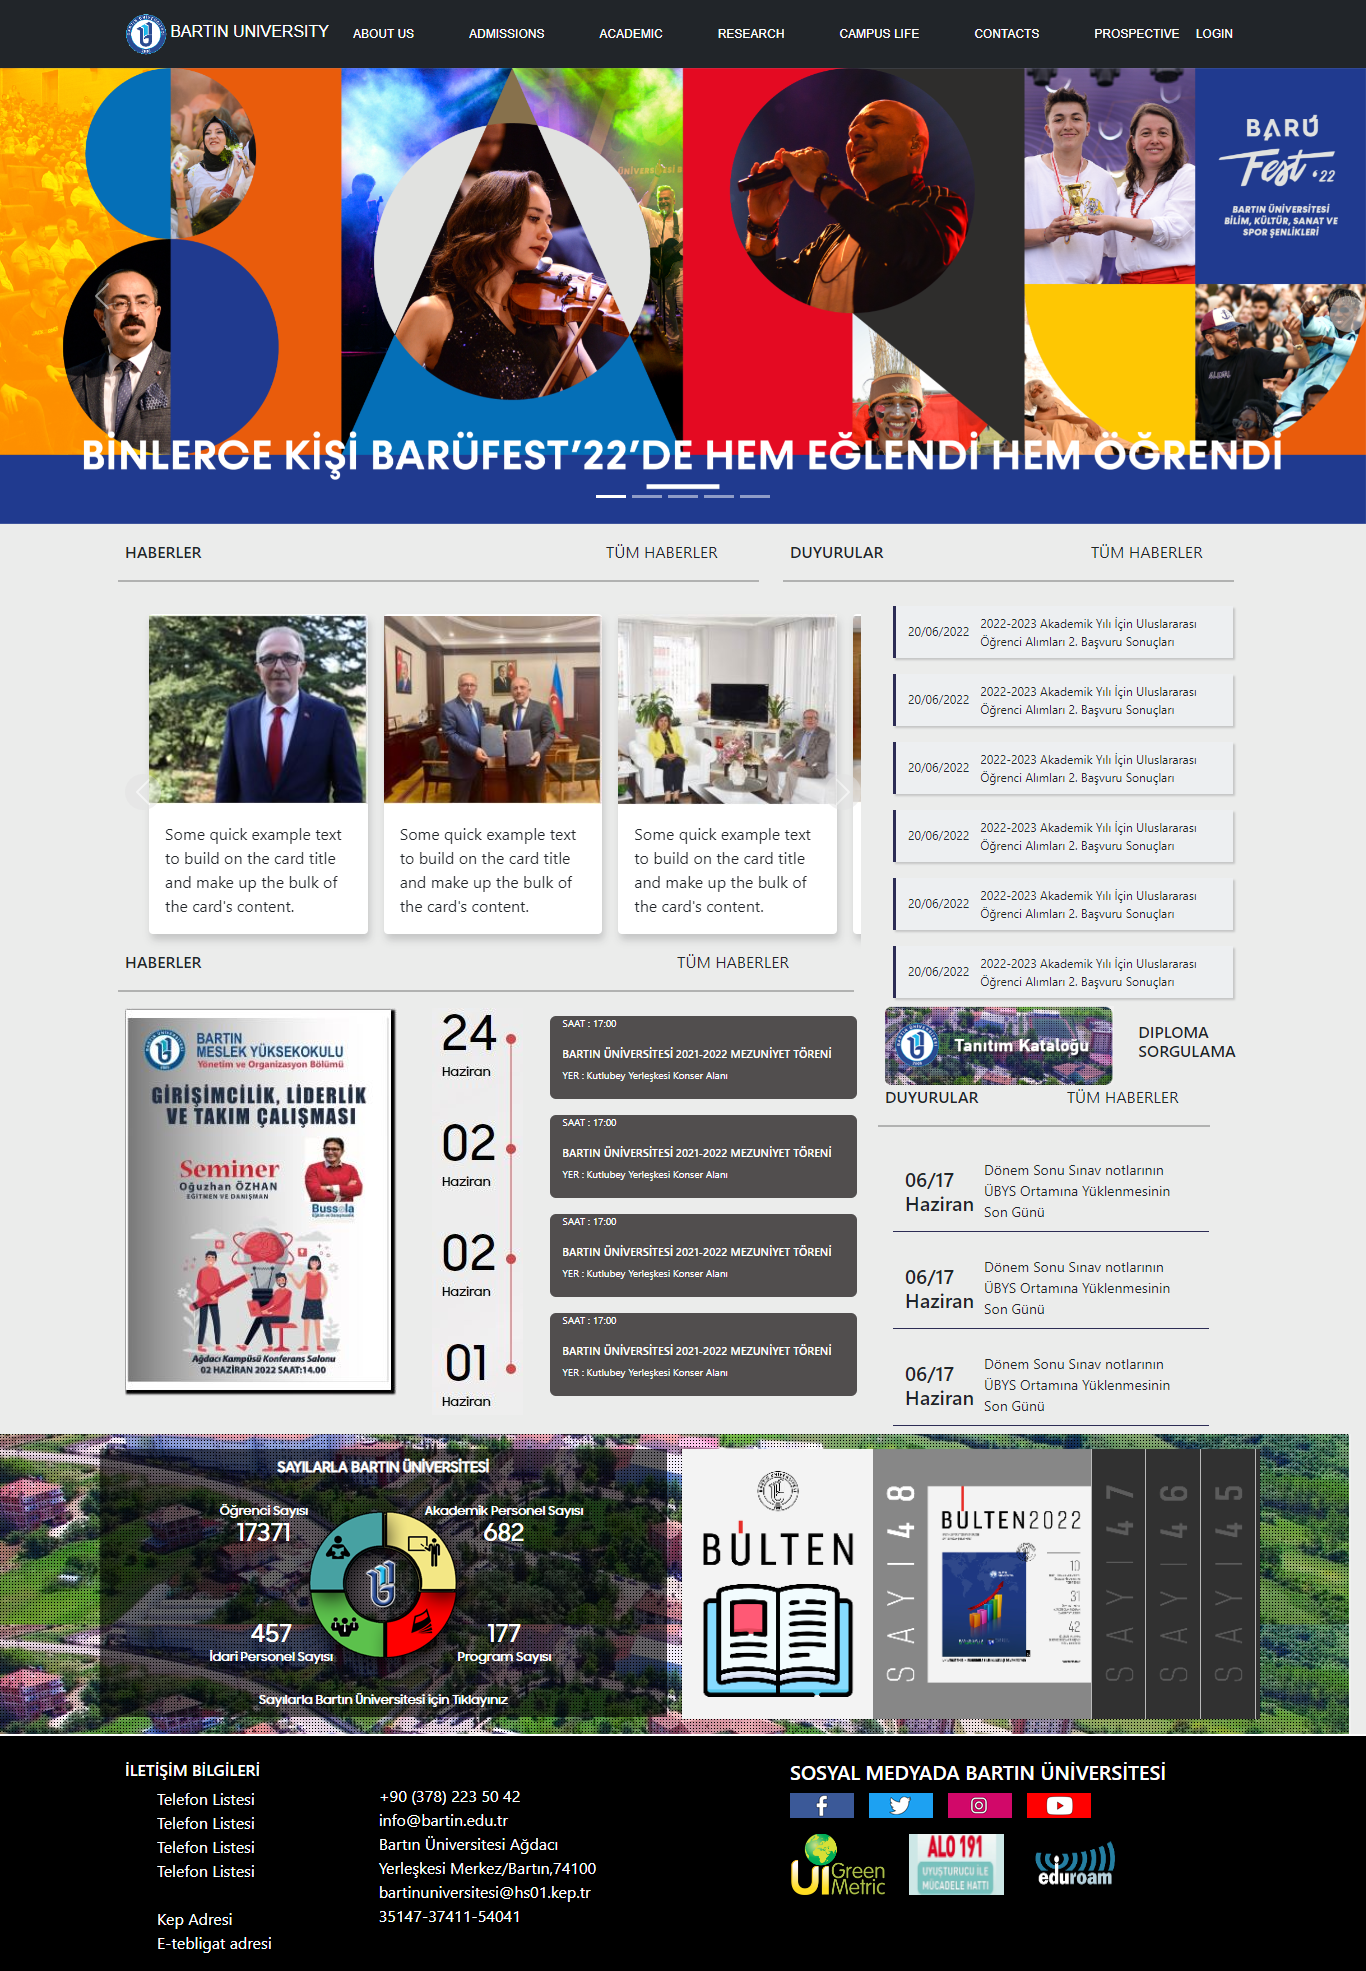 BARTIN UNIVERSITY
ABOUT US
ADMISSIONS
ACADEMIC
RESEARCH
CAMPUS LIFE
CONTACTS
PROSPECTIVE
LOGIN
BARÜ
Fest '22
BARTIN ÜNİVERSİTESİ
BİLİM, KÜLTÜR, SANAT VE
SPOR ŞENLİKLERİ
BİNLERCE KİŞİ BARÜFEST'22'DE HEM EĞLENDİ HEM ÖĞRENDİ
HABERLER
TÜM HABERLER
DUYURULAR
TÜM HABERLER
Some quick example text
to build on the card title
and make up the bulk of
the card's content.
Some quick example text
to build on the card title
and make up the bulk of
the card's content.
Some quick example text
to build on the card title
and make up the bulk of
the card's content.
20/06/2022
2022-2023 Akademik Yılı İçin Uluslararası
Öğrenci Alımları 2. Başvuru Sonuçları
20/06/2022
2022-2023 Akademik Yılı İçin Uluslararası
Öğrenci Alımları 2. Başvuru Sonuçları
20/06/2022
2022-2023 Akademik Yılı İçin Uluslararası
Öğrenci Alımları 2. Başvuru Sonuçları
20/06/2022
2022-2023 Akademik Yılı İçin Uluslararası
Öğrenci Alımları 2. Başvuru Sonuçları
20/06/2022
2022-2023 Akademik Yılı İçin Uluslararası
Öğrenci Alımları 2. Başvuru Sonuçları
20/06/2022
2022-2023 Akademik Yılı İçin Uluslararası
Öğrenci Alımları 2. Başvuru Sonuçları
HABERLER
TÜM HABERLER
BARTIN
MESLEK YÜKSEKOKULU
Yönetim ve Organizasyon Bölümü
GİRİŞİMCİLİK, LİDERLİK
VE TAKIM ÇALIŞMASI
Seminer
Oğuzhan ÖZHAN
EĞİTMEN VE DANIŞMAN
Bussola
Ağdacı Kampüsü Konferans Salonu
02 HAZİRAN 2022 SAAT:14.00
24
Haziran
02
Haziran
02
Haziran
01
Haziran
SAAT : 17:00
BARTIN ÜNİVERSİTESİ 2021-2022 MEZUNİYET TÖRENİ
YER : Kutlubey Yerleşkesi Konser Alanı
SAAT : 17:00
BARTIN ÜNİVERSİTESİ 2021-2022 MEZUNİYET TÖRENİ
YER : Kutlubey Yerleşkesi Konser Alanı
SAAT : 17:00
BARTIN ÜNİVERSİTESİ 2021-2022 MEZUNİYET TÖRENİ
YER : Kutlubey Yerleşkesi Konser Alanı
SAAT : 17:00
BARTIN ÜNİVERSİTESİ 2021-2022 MEZUNİYET TÖRENİ
YER : Kutlubey Yerleşkesi Konser Alanı
Tanıtım Kataloğu
DIPLOMA
SORGULAMA
DUYURULAR
TÜM HABERLER
06/17
Haziran
Dönem Sonu Sınav notlarının
ÜBYS Ortamına Yüklenmesinin
Son Günü
06/17
Haziran
Dönem Sonu Sınav notlarının
ÜBYS Ortamına Yüklenmesinin
Son Günü
06/17
Haziran
Dönem Sonu Sınav notlarının
ÜBYS Ortamına Yüklenmesinin
Son Günü
SAYILARLA BARTIN ÜNİVERSİTESİ
Öğrenci Sayısı
17371
Akademik Personel Sayısı
682
457
İdari Personel Sayısı
177
Program Sayısı
Sayılarla Bartın Üniversitesi için Tıklayınız
BÜLTEN
SAYI 48
BÜLTEN2022
10
31
42
SAYI 47
SAYI 46
SAYI 45
İLETİŞİM BİLGİLERİ
Telefon Listesi
Telefon Listesi
Telefon Listesi
Telefon Listesi
Kep Adresi
E-tebligat adresi
+90 (378) 223 50 42
info@bartin.edu.tr
Bartın Üniversitesi Ağdacı
Yerleşkesi Merkez/Bartın,74100
bartinuniversitesi@hs01.kep.tr
35147-37411-54041
SOSYAL MEDYADA BARTIN ÜNİVERSİTESİ
UI Green
Metric
ALO 191
UYUSTURUCU İLE
MÜCADELE HATTI
eduroam